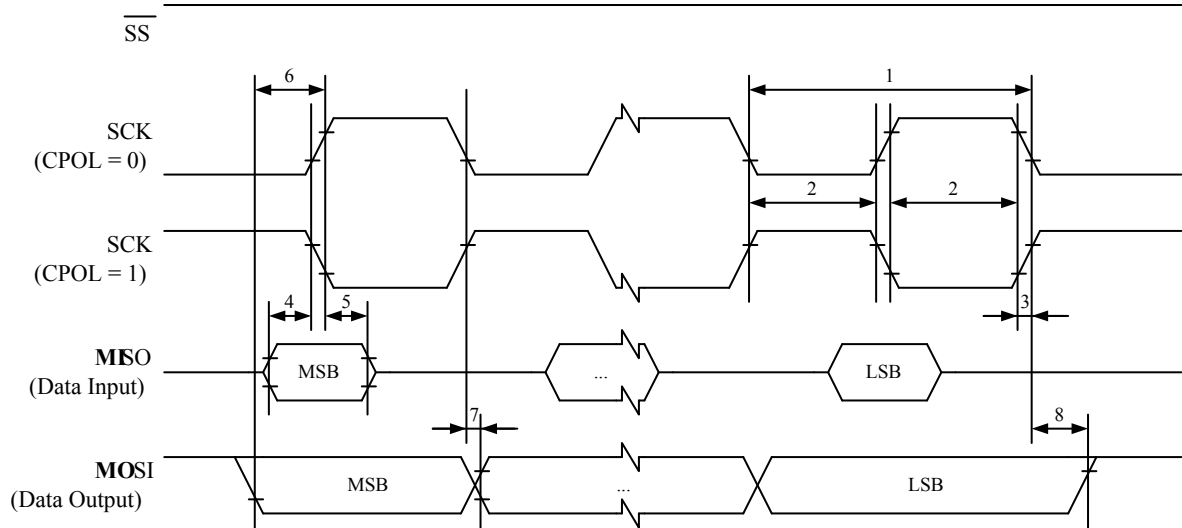 SS
6
1
SCK
(CPOL = 0)
2
2
SCK
(CPOL = 1)
4
5
3
MISO
(Data Input)
MSB
...
LSB
7
8
MOSI
(Data Output)
MSB
...
LSB